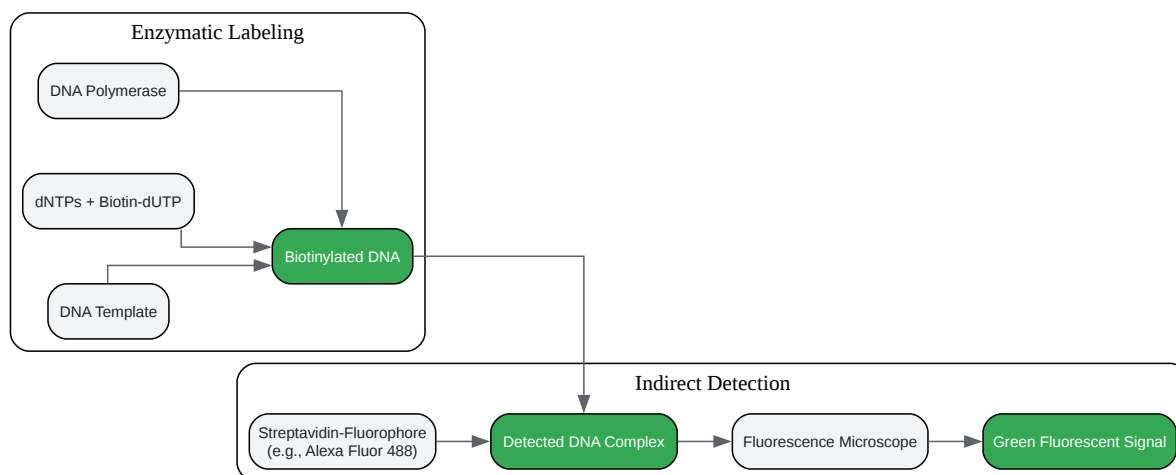 Enzymatic Labeling
DNA Polymerase
dNTPs + Biotin-dUTP
Biotinylated DNA
DNA Template
Indirect Detection
Streptavidin-Fluorophore
(e.g., Alexa Fluor 488)
Detected DNA Complex
Fluorescence Microscope
Green Fluorescent Signal